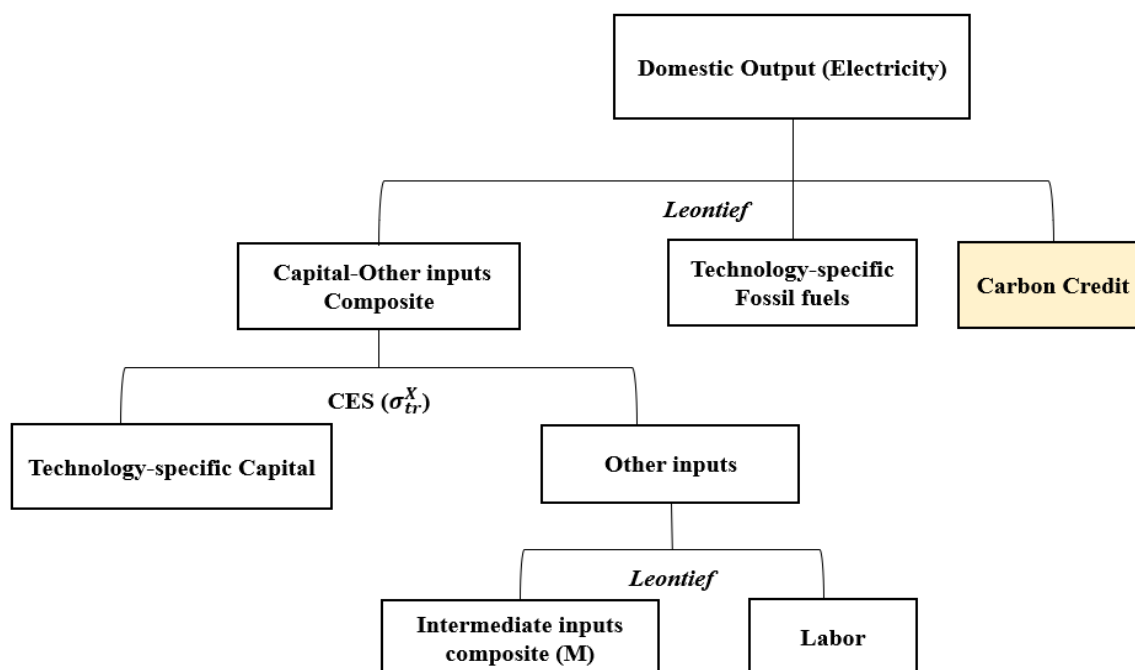 Domestic Output (Electricity)
Leontief
Capital-Other inputs
Composite
Technology-specific
Fossil fuels
Carbon Credit
CES (σ_tr^X)
Technology-specific Capital
Other inputs
Leontief
Intermediate inputs
composite (M)
Labor